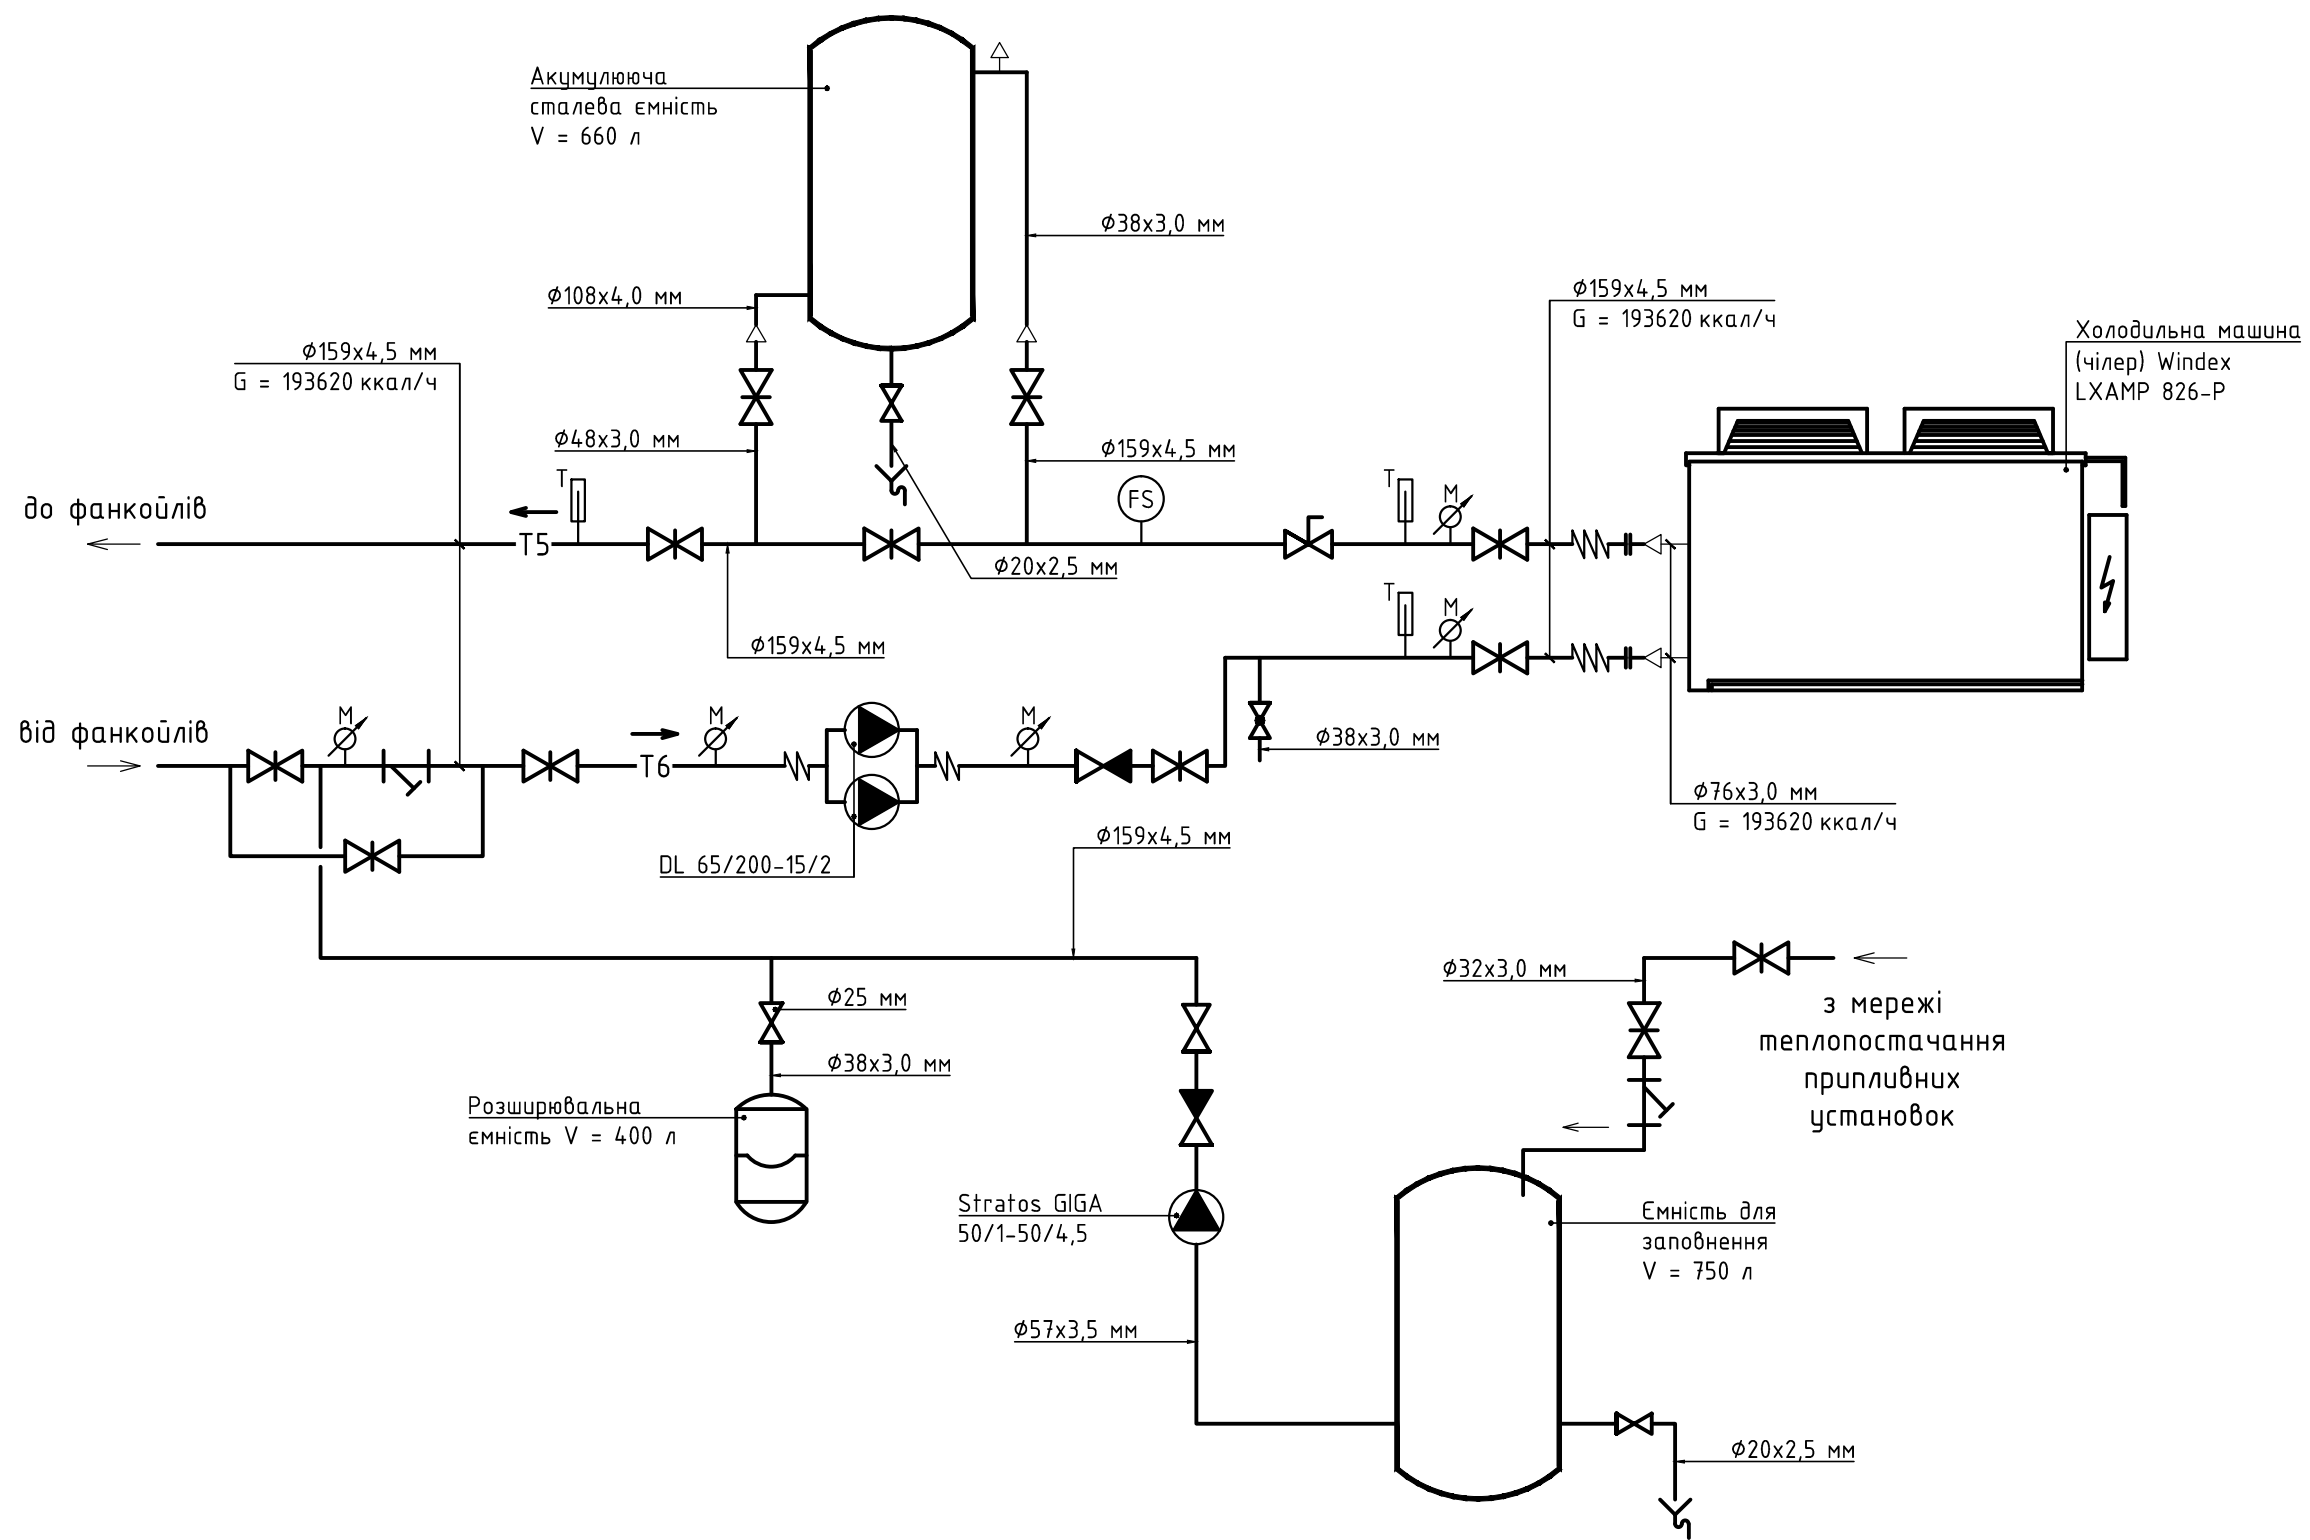 Акумулююча
сталева ємність
V = 660 л
Ф38х3,0 мм
Ф108х4,0 мм
Ф159х4,5 мм
G = 193620 ккал/ч
Холодильна машина
(чілер) Windex
LXAMP 826-P
Ф159х4,5 мм
G = 193620 ккал/ч
Ф48х3,0 мм
Ф159х4,5 мм
T
FS
T
M
до фанкойлів
T5
Ф20х2,5 мм
T
M
Ф159х4,5 мм
від фанкойлів
M
T6
M
M
Ф38х3,0 мм
Ф76х3,0 мм
G = 193620 ккал/ч
DL 65/200-15/2
Ф159х4,5 мм
Ф32х3,0 мм
з мережі
теплопостачання
припливних
установок
Ф25 мм
Ф38х3,0 мм
Розширювальна
ємність V = 400 л
Stratos GIGA
50/1-50/4,5
Ємність для
заповнення
V = 750 л
Ф57х3,5 мм
Ф20х2,5 мм